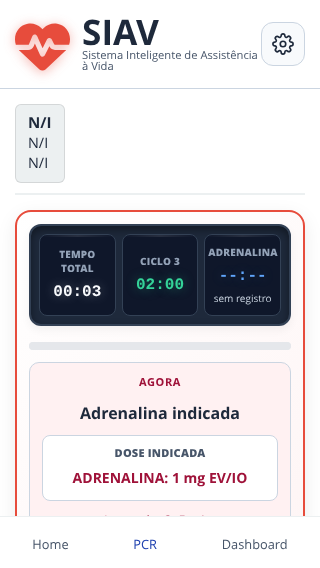 SIAV
Sistema Inteligente de Assistência
à Vida
N/I
N/I
N/I
TEMPO
TOTAL
00:03
CICLO 3
02:00
ADRENALINA
--:--
sem registro
AGORA
Adrenalina indicada
DOSE INDICADA
ADRENALINA: 1 mg EV/IO
Home
PCR
Dashboard